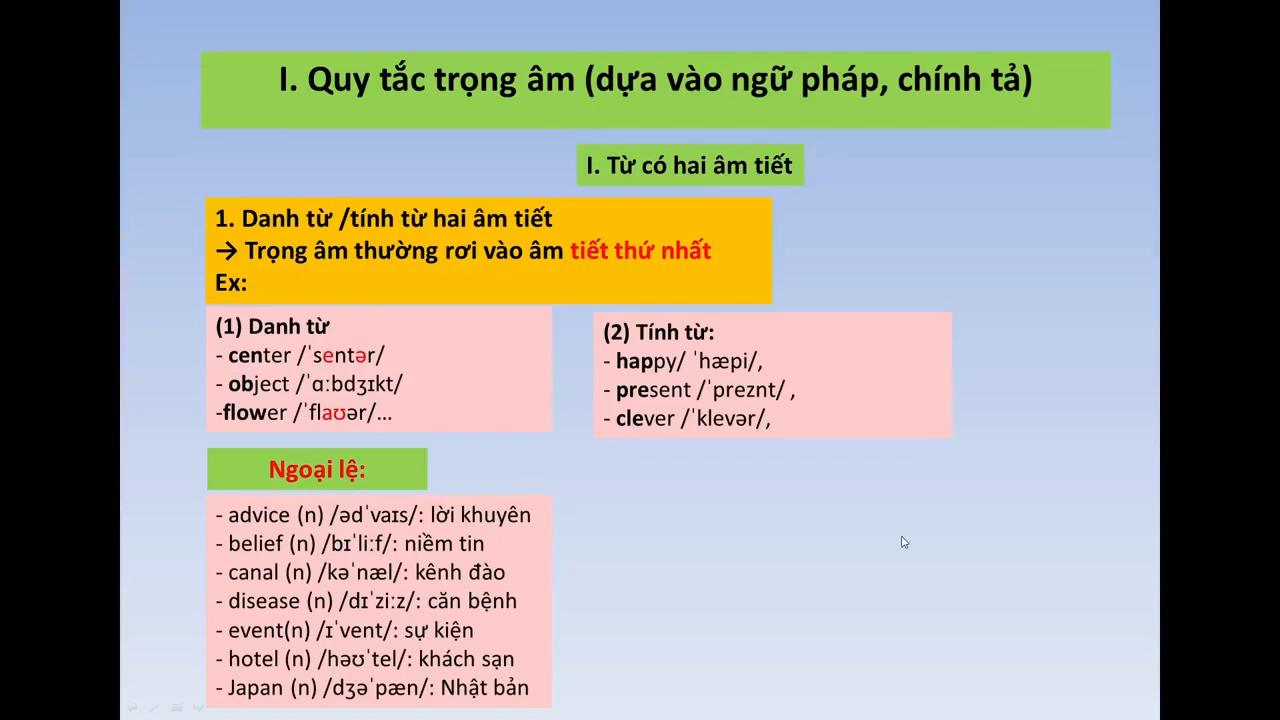 I. Quy tắc trọng âm (dựa vào ngữ pháp, chính tả)
I. Từ có hai âm tiết
1. Danh từ /tính từ hai âm tiết
→ Trọng âm thường rơi vào âm tiết thứ nhất
Ex:
(1) Danh từ
- center /ˈsentər/
- object /ˈɑːbdʒɪkt/
-flower /ˈflaʊər/...
(2) Tính từ:
- happy/ ˈhæpi/,
- present /ˈpreznt/ ,
- clever /ˈklevər/,
Ngoại lệ:
- advice (n) /ədˈvaɪs/: lời khuyên
- belief (n) /bɪˈliːf/: niềm tin
- canal (n) /kəˈnæl/: kênh đào
- disease (n) /dɪˈziːz/: căn bệnh
- event(n) /ɪˈvent/: sự kiện
- hotel (n) /həʊˈtel/: khách sạn
- Japan (n) /dʒəˈpæn/: Nhật bản